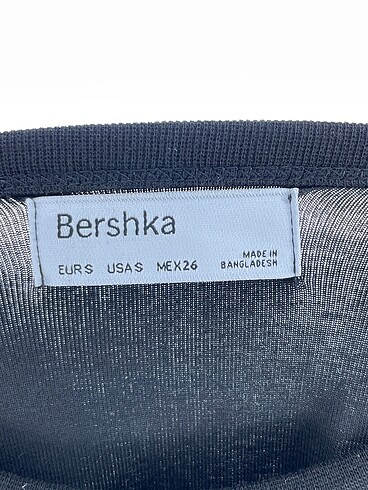 Bershka
EUR S USA S MEX 26
MADE IN
BANGLADESH